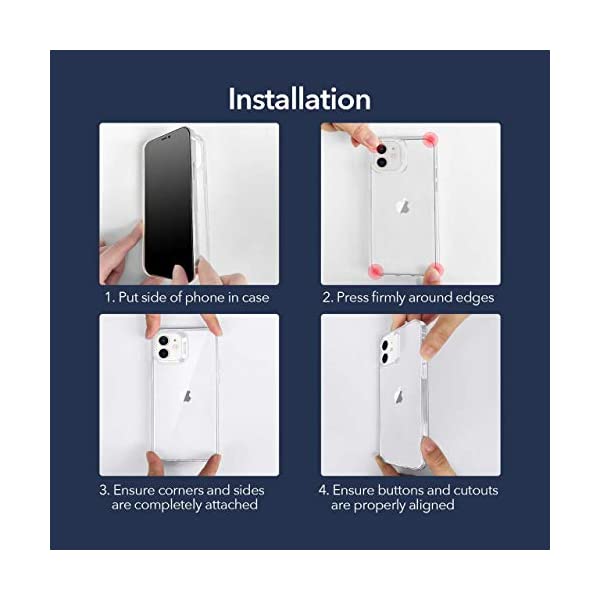 Installation
1. Put side of phone in case
2. Press firmly around edges
3. Ensure corners and sides
are completely attached
4. Ensure buttons and cutouts
are properly aligned